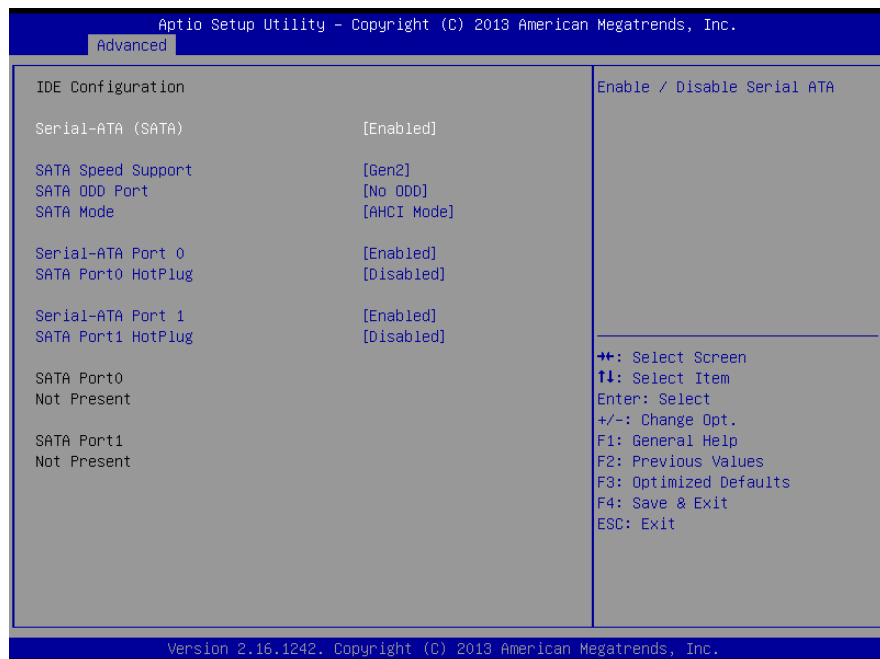 Aptio Setup Utility – Copyright (C) 2013 American Megatrends, Inc.
Advanced
IDE Configuration
Serial-ATA (SATA) [Enabled]
SATA Speed Support [Gen2]
SATA ODD Port [No ODD]
SATA Mode [AHCI Mode]
Serial-ATA Port 0 [Enabled]
SATA Port0 HotPlug [Disabled]
Serial-ATA Port 1 [Enabled]
SATA Port1 HotPlug [Disabled]
SATA Port0
Not Present
SATA Port1
Not Present
Enable / Disable Serial ATA
→←: Select Screen
↑↓: Select Item
Enter: Select
+/-: Change Opt.
F1: General Help
F2: Previous Values
F3: Optimized Defaults
F4: Save & Exit
ESC: Exit
Version 2.16.1242. Copyright (C) 2013 American Megatrends, Inc.